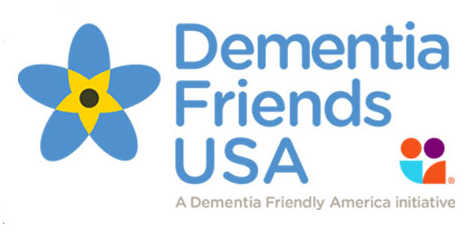 Dementia
Friends
USA
®
A Dementia Friendly America initiative